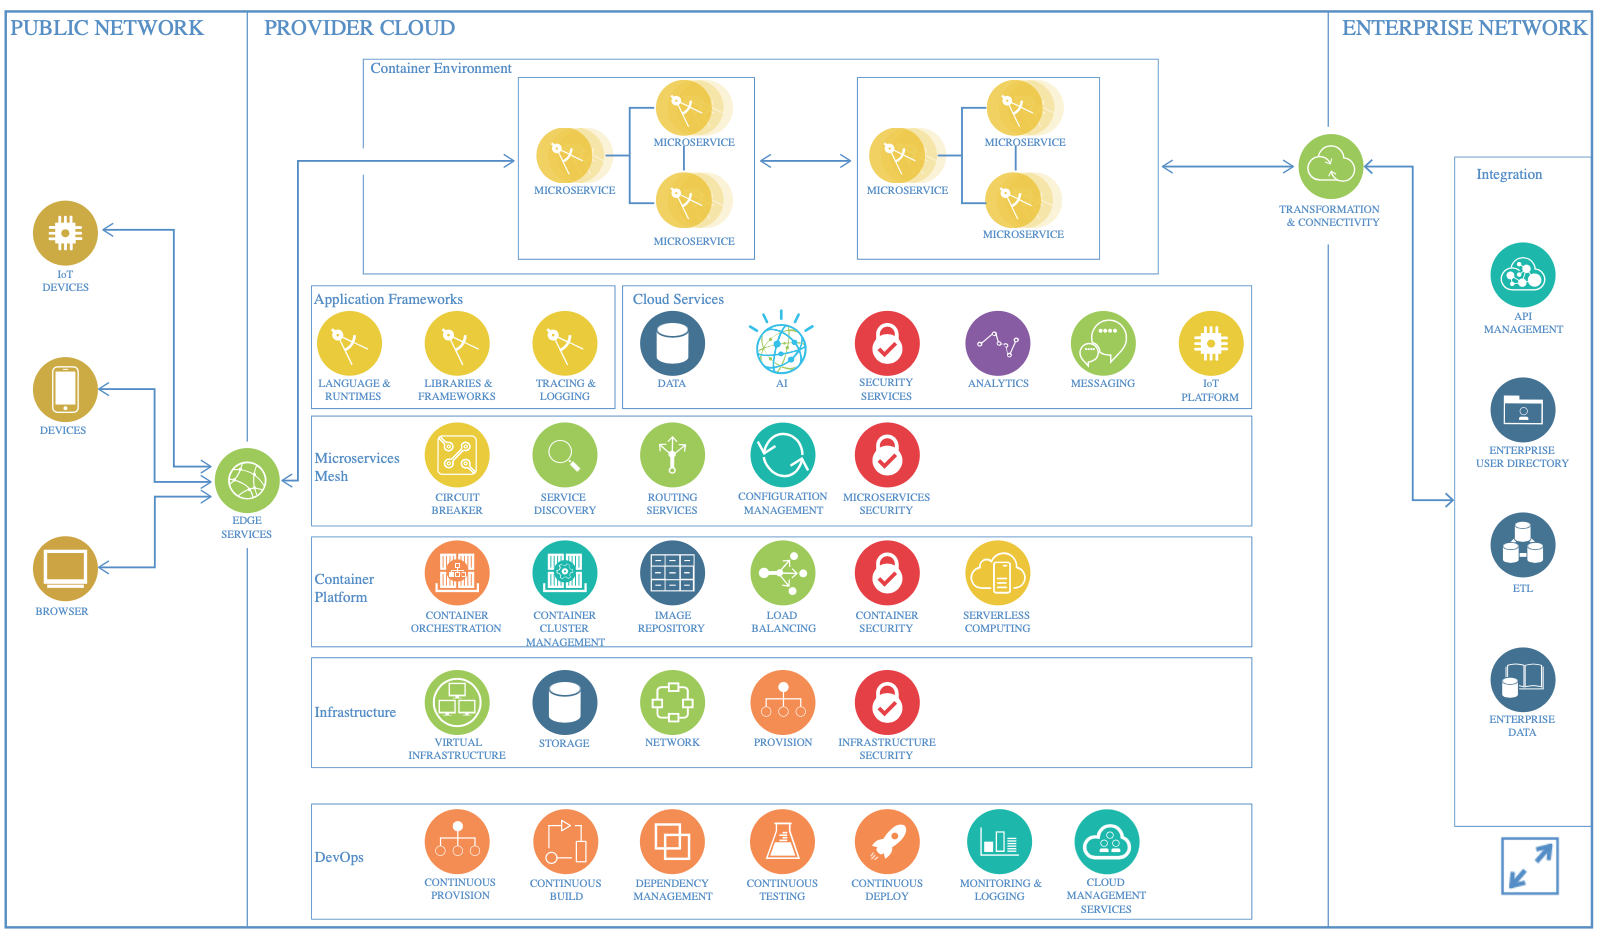 PUBLIC NETWORK
PROVIDER CLOUD
ENTERPRISE NETWORK
Container Environment
MICROSERVICE
MICROSERVICE
MICROSERVICE
MICROSERVICE
MICROSERVICE
MICROSERVICE
TRANSFORMATION
& CONNECTIVITY
Integration
API
MANAGEMENT
ENTERPRISE
USER DIRECTORY
ETL
ENTERPRISE
DATA
IoT
DEVICES
DEVICES
BROWSER
EDGE
SERVICES
Application Frameworks
LANGUAGE &
RUNTIMES
LIBRARIES &
FRAMEWORKS
TRACING &
LOGGING
Cloud Services
DATA
AI
SECURITY
SERVICES
ANALYTICS
MESSAGING
IoT
PLATFORM
Microservices
Mesh
CIRCUIT
BREAKER
SERVICE
DISCOVERY
ROUTING
SERVICES
CONFIGURATION
MANAGEMENT
MICROSERVICES
SECURITY
Container
Platform
CONTAINER
ORCHESTRATION
CONTAINER
CLUSTER
MANAGEMENT
IMAGE
REPOSITORY
LOAD
BALANCING
CONTAINER
SECURITY
SERVERLESS
COMPUTING
Infrastructure
VIRTUAL
INFRASTRUCTURE
STORAGE
NETWORK
PROVISION
INFRASTRUCTURE
SECURITY
DevOps
CONTINUOUS
PROVISION
CONTINUOUS
BUILD
DEPENDENCY
MANAGEMENT
CONTINUOUS
TESTING
CONTINUOUS
DEPLOY
MONITORING &
LOGGING
CLOUD
MANAGEMENT
SERVICES